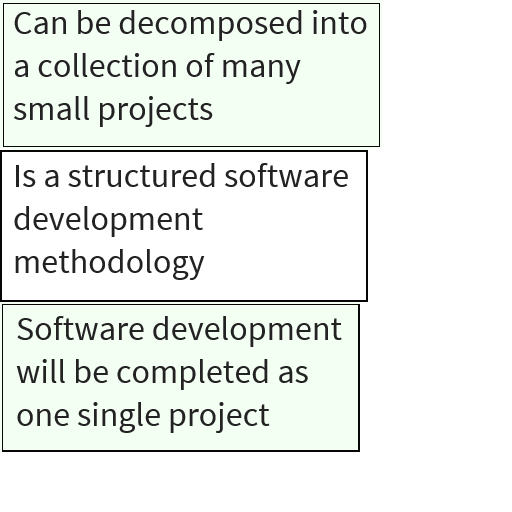 Can be decomposed into
a collection of many
small projects
Is a structured software
development
methodology
Software development
will be completed as
one single project